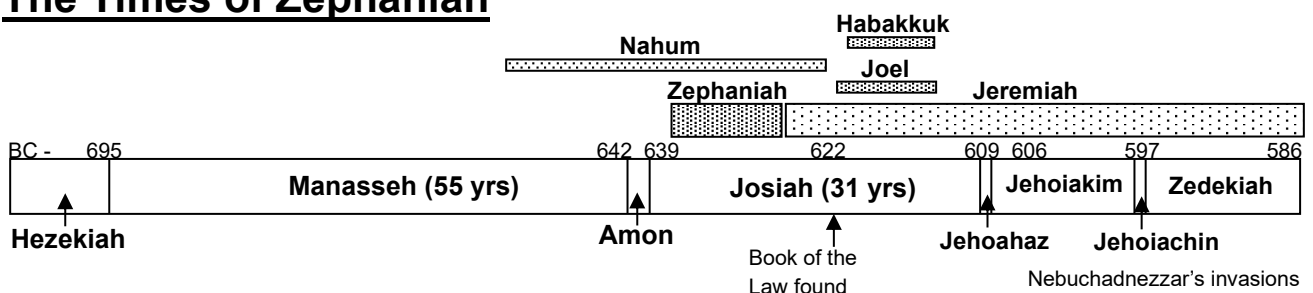 The Times of Zephaniah
Habakkuk
Nahum
Joel
Zephaniah
Jeremiah
BC - 695 642 639 622 609 606 597 586
Manasseh (55 yrs) Josiah (31 yrs) Jehoiakim Zedekiah
Hezekiah Amon Jehoahaz Jehoiachin
Book of the
Law found
Nebuchadnezzar's invasions